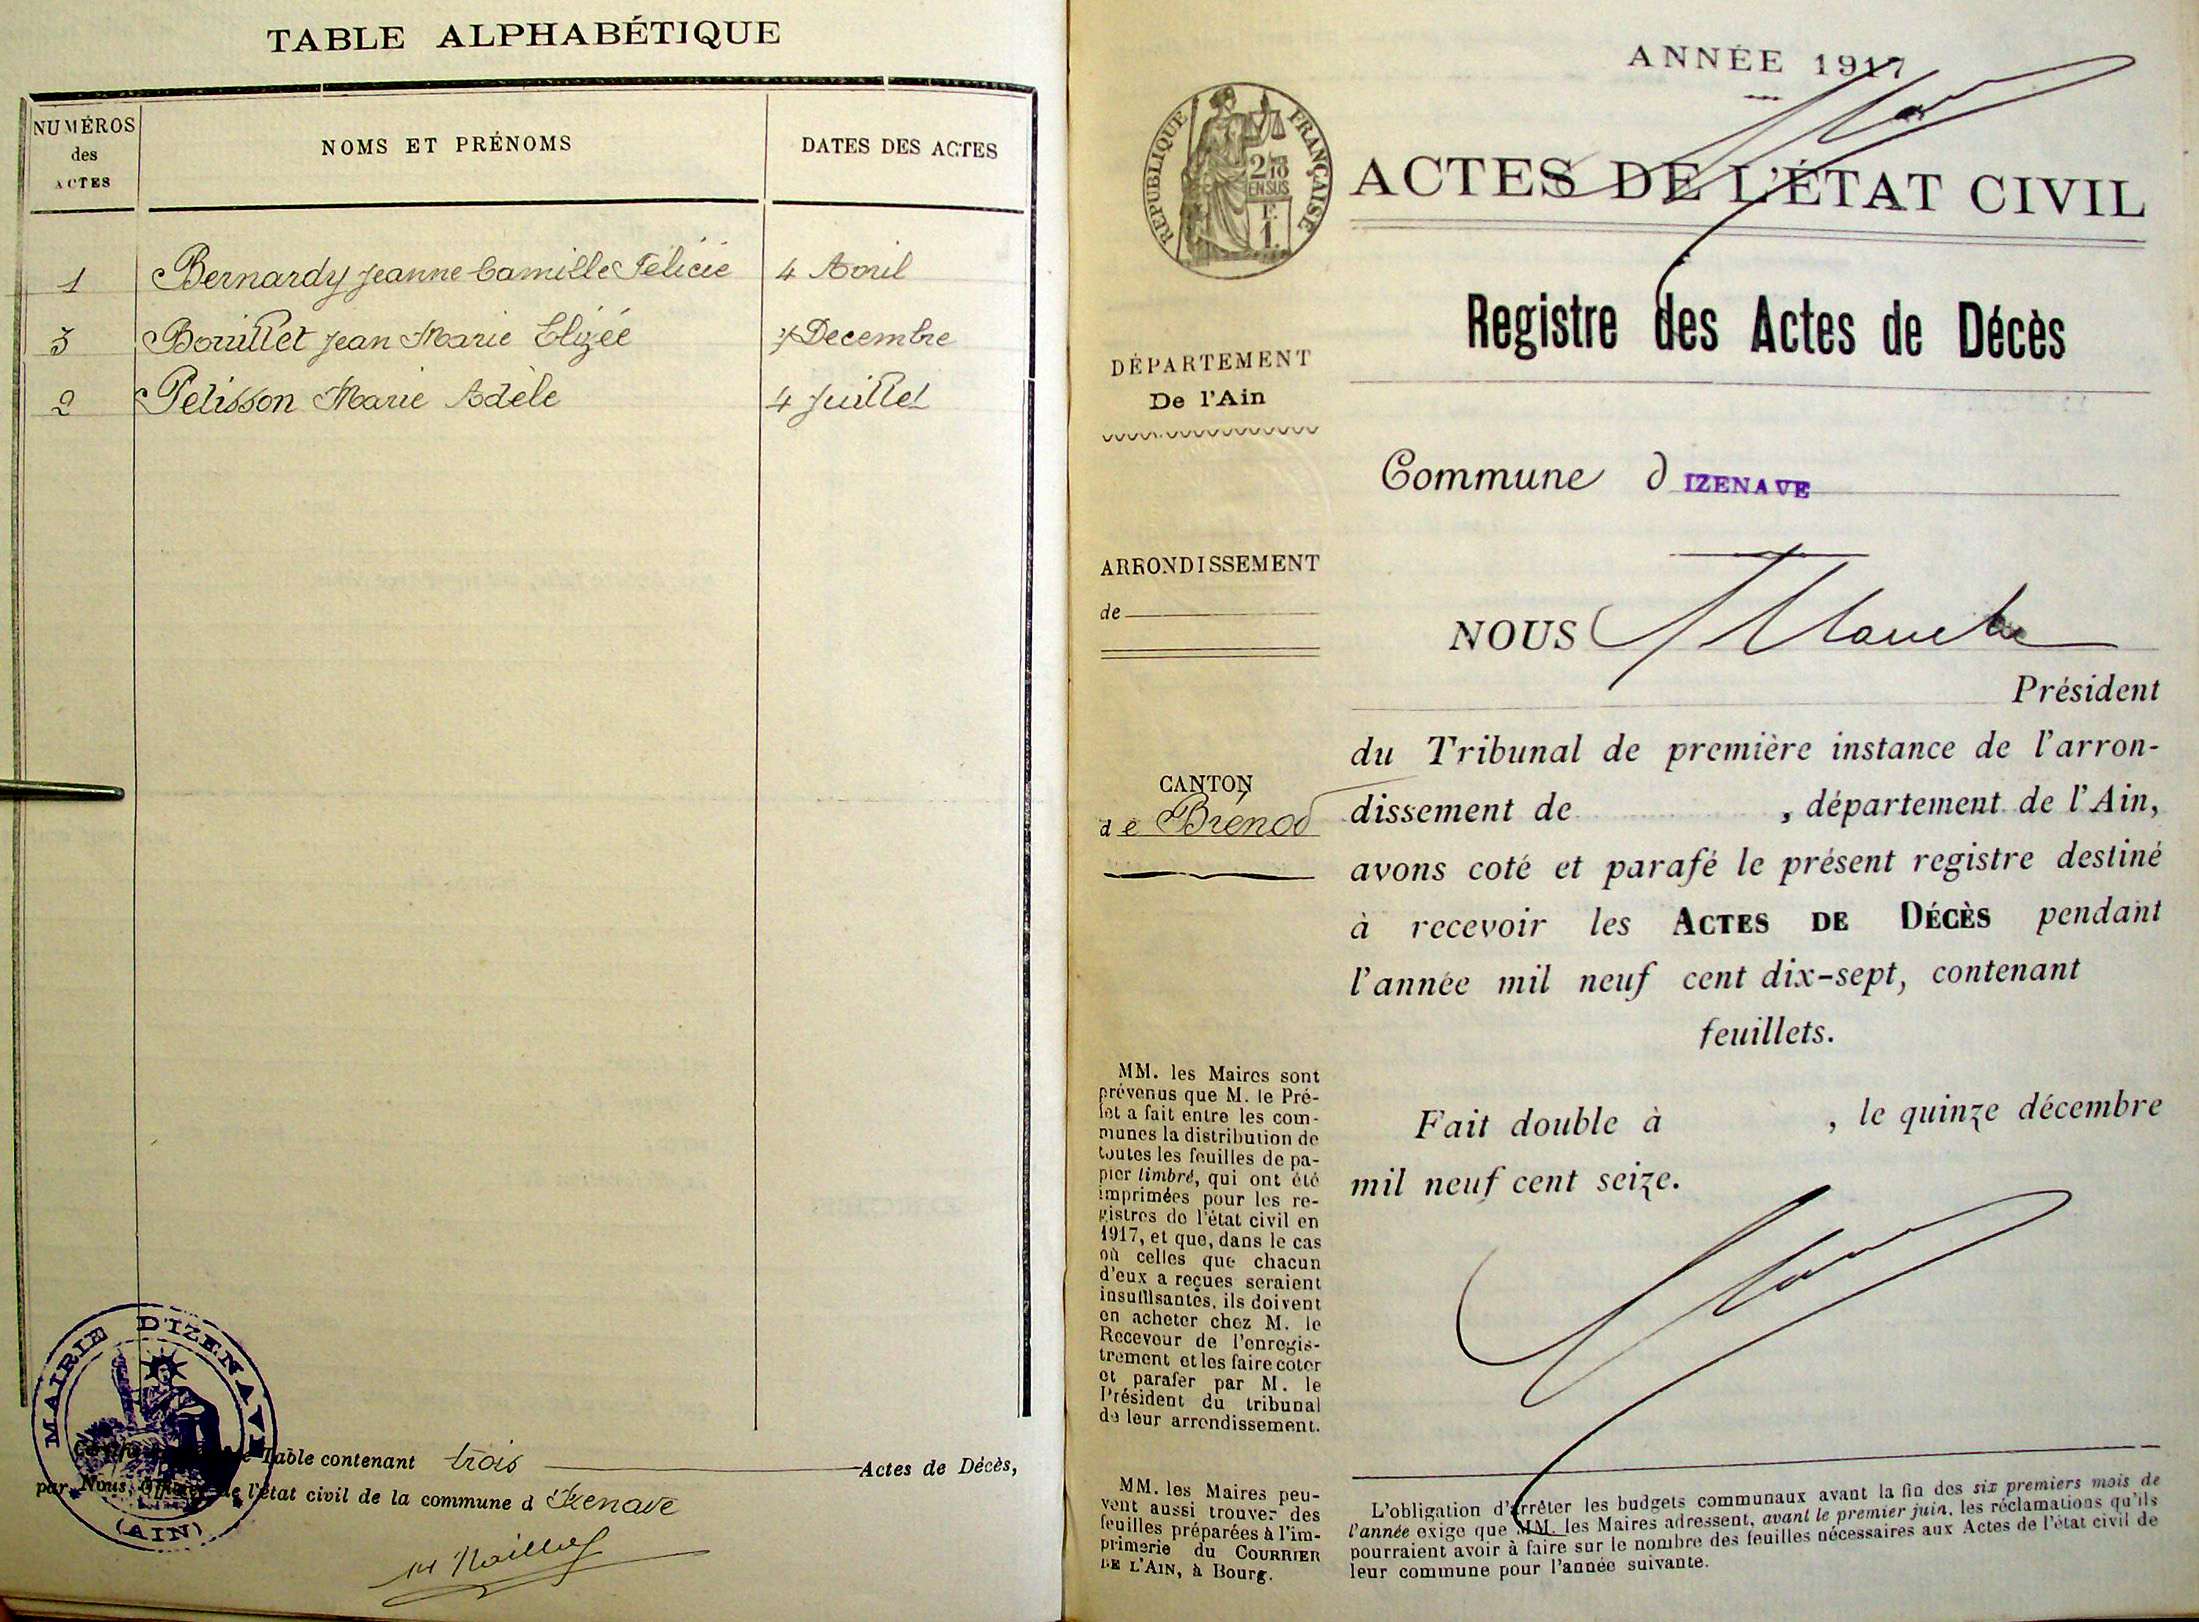 TABLE ALPHABÉTIQUE
NUMÉROS
des
ACTES
NOMS ET PRÉNOMS
DATES DES ACTES
1 Bernardy Jeanne Camille Félicie 4 Avril
3 Bouillet Jean Marie Elizée 7 Decembre
2 Pelisson Marie Adèle 4 Juillet
MAIRIE D'IZENAVE
(AIN)
Table contenant trois Actes de Décès,
par Nous, Officier de l'état civil de la commune d'Izenave
ANNÉE 1917
RÉPUBLIQUE FRANÇAISE
2/10
EN SUS
1F.
ACTES DE L'ÉTAT CIVIL
Registre des Actes de Décès
DÉPARTEMENT
De l'Ain
Commune d IZENAVE
ARRONDISSEMENT
de
NOUS
Président
du Tribunal de première instance de l'arron-
dissement de , département de l'Ain,
avons coté et parafé le présent registre destiné
à recevoir les ACTES DE DÉCÈS pendant
l'année mil neuf cent dix-sept, contenant
feuillets.
CANTON
de Brénod
Fait double à , le quinze décembre
mil neuf cent seize.
MM. les Maires sont
prévenus que M. le Pré-
fet a fait entre les com-
munes la distribution de
toutes les feuilles de pa-
pier timbré, qui ont été
imprimées pour les re-
gistres de l'état civil en
1917, et que, dans le cas
où celles que chacun
d'eux a reçues seraient
insuffisantes, ils doivent
en acheter chez M. le
Receveur de l'enregis-
trement et les faire coter
et parafer par M. le
Président du tribunal
de leur arrondissement.
MM. les Maires peu-
vent aussi trouver des
feuilles préparées à l'im-
primerie du COURRIER
DE L'AIN, à Bourg.
L'obligation d'arrêter les budgets communaux avant la fin des six premiers mois de
l'année exige que MM. les Maires adressent, avant le premier juin, les réclamations qu'ils
pourraient avoir à faire sur le nombre des feuilles nécessaires aux Actes de l'état civil de
leur commune pour l'année suivante.